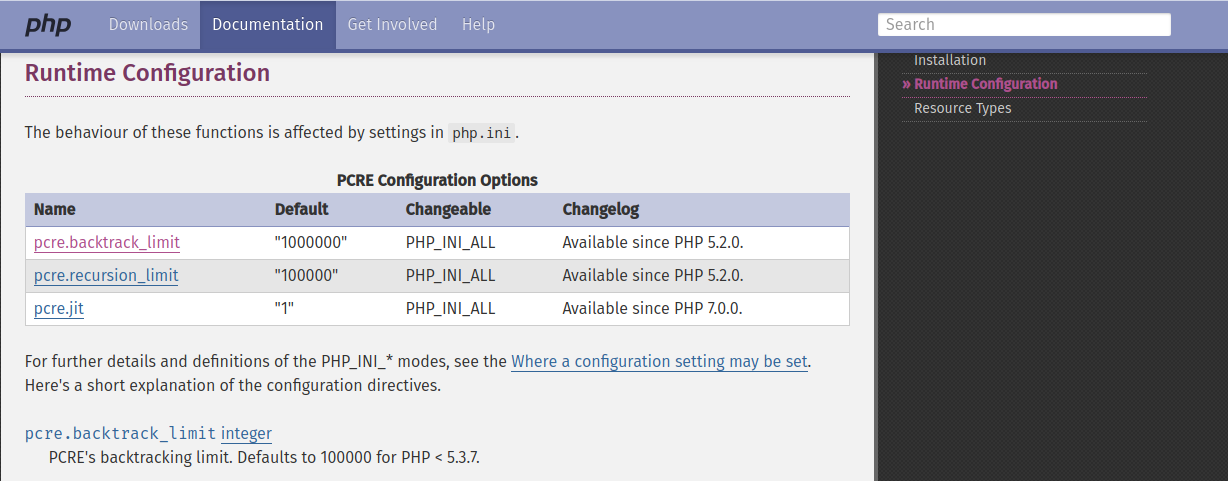 php Downloads Documentation Get Involved Help Search
Installation
» Runtime Configuration
Resource Types
Runtime Configuration
The behaviour of these functions is affected by settings in php.ini.
PCRE Configuration Options
Name Default Changeable Changelog
pcre.backtrack_limit "1000000" PHP_INI_ALL Available since PHP 5.2.0.
pcre.recursion_limit "100000" PHP_INI_ALL Available since PHP 5.2.0.
pcre.jit "1" PHP_INI_ALL Available since PHP 7.0.0.
For further details and definitions of the PHP_INI_* modes, see the Where a configuration setting may be set.
Here's a short explanation of the configuration directives.
pcre.backtrack_limit integer
PCRE's backtracking limit. Defaults to 100000 for PHP < 5.3.7.